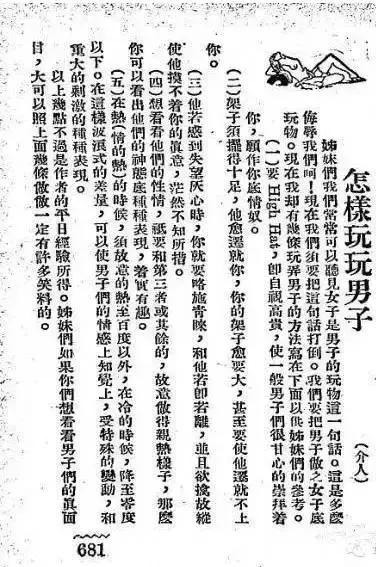 怎樣玩玩男子
(介人)
姊妹們我們常常可以聽見女子是男子的玩物這一句話。這是多麽
侮辱我們呵!現在我們須要把這句話打倒。我們要把男子做之女子底
玩物。現在我却有幾條玩弄男子的方法寫在下面以供姊妹們的參考。
(一)要High Hat,即自視高貴,使一般男子們很甘心的崇拜着
你,願作你底情奴。
(二)架子須擺得十足,他愈遷就你,你的架子愈要大,甚至要使他遷就不上
你。
(三)他若感到失望灰心時,你就要略施青睞,和他若卽若離,並且欲擒故縱
使他摸不着你的眞意,茫然不知所措。
(四)想看看他們的性情,祗要和第三者或其餘的,故意做得親熱樣子,那麽
你可以看出他們的神態底種種表現,着實有趣。
(五)在熱(情的熱)的時候,須故意的熱至百度以外,在冷的時候,降至零度
以下。在這樣波浪式的差量,可以使男子們的情感上知覺上,受特殊的變動,和
重大的刺激的種種表現。
以上幾點不過是作者的平日經驗所得。姊妹們如果你們想看看男子們的眞面
目,大可以照上面幾條做做一定有許多笑料的。
681